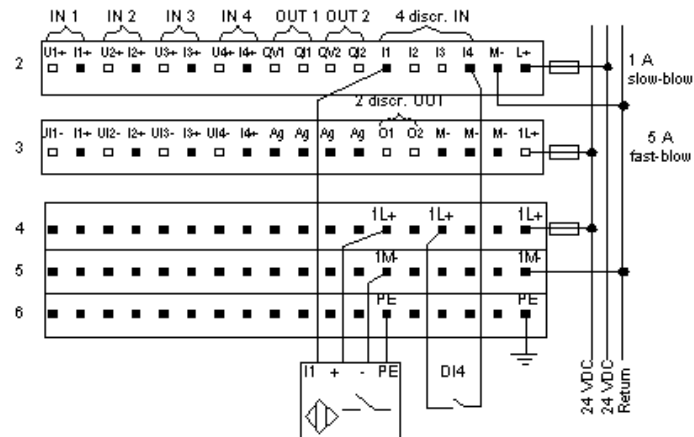 IN 1 IN 2 IN 3 IN 4 OUT 1 OUT 2 4 discr. IN
U1+ I1+ U2+ I2+ U3+ I3+ U4+ I4+ QV1 QI1 QV2 QI2 I1 I2 I3 I4 M- L+
2
1 A
slow-blow
2 discr. OUT
UI1- I1+ UI2- I2+ UI3- I3+ UI4- I4+ Ag Ag Ag Ag O1 O2 M- M- M- 1L+
3
5 A
fast-blow
1L+ 1L+ 1L+
4
1M- 1M-
5
PE PE
6
I1 + - PE
DI4
24 VDC
24 VDC
Return